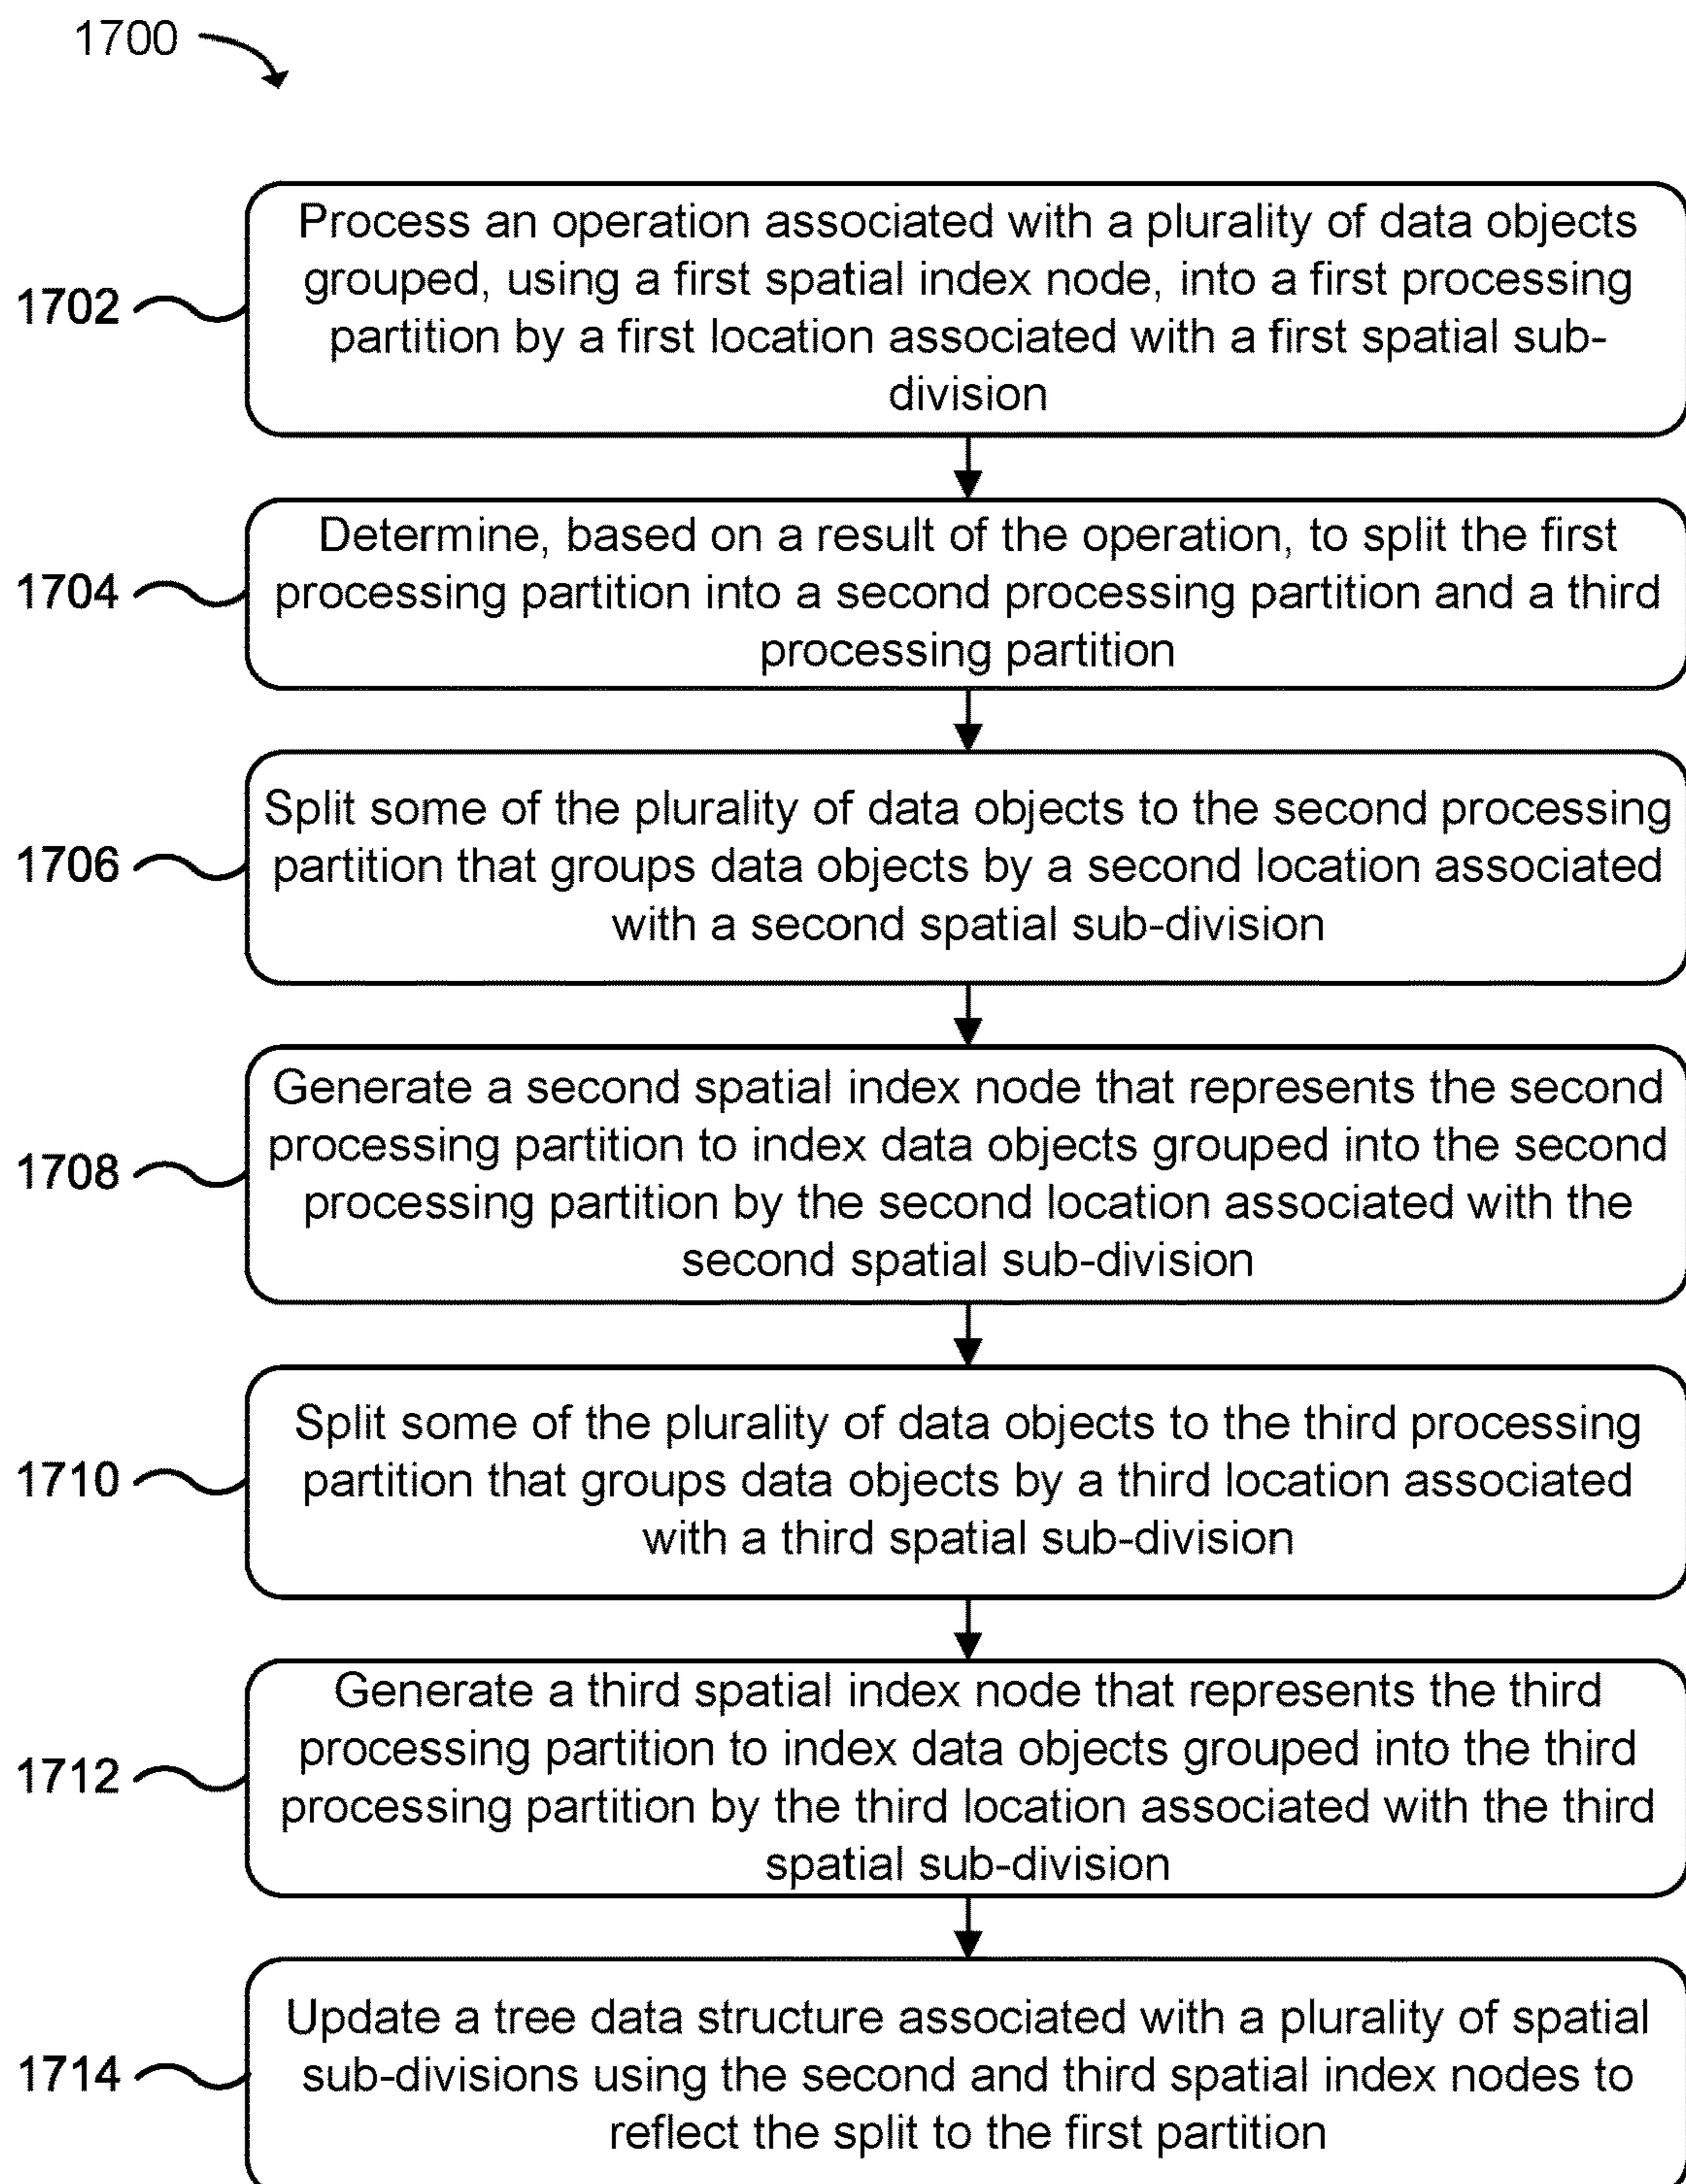 1700
1702
Process an operation associated with a plurality of data objects
grouped, using a first spatial index node, into a first processing
partition by a first location associated with a first spatial sub-
division
1704
Determine, based on a result of the operation, to split the first
processing partition into a second processing partition and a third
processing partition
1706
Split some of the plurality of data objects to the second processing
partition that groups data objects by a second location associated
with a second spatial sub-division
1708
Generate a second spatial index node that represents the second
processing partition to index data objects grouped into the second
processing partition by the second location associated with the
second spatial sub-division
1710
Split some of the plurality of data objects to the third processing
partition that groups data objects by a third location associated
with a third spatial sub-division
1712
Generate a third spatial index node that represents the third
processing partition to index data objects grouped into the third
processing partition by the third location associated with the third
spatial sub-division
1714
Update a tree data structure associated with a plurality of spatial
sub-divisions using the second and third spatial index nodes to
reflect the split to the first partition